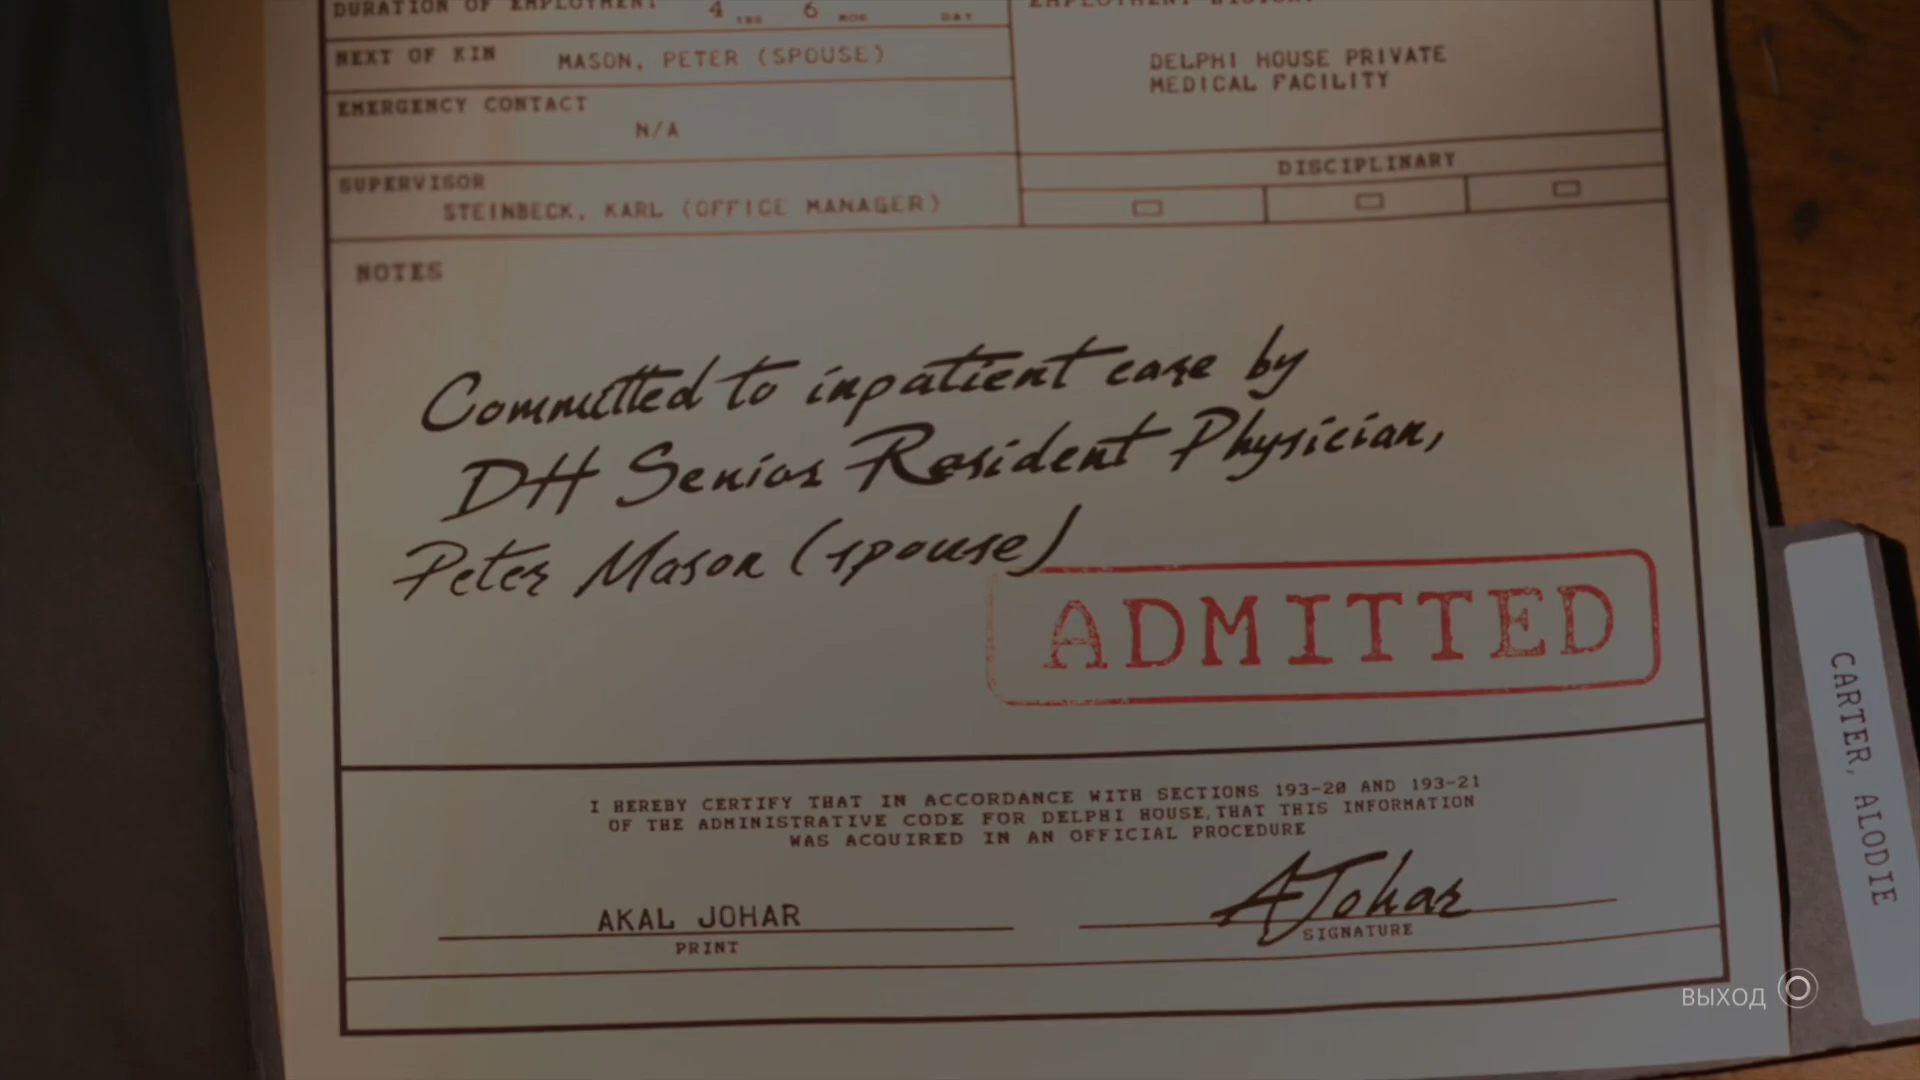 DURATION OF EMPLOYMENT 4 YRS 6 MOS DAY
NEXT OF KIN MASON, PETER (SPOUSE)
EMERGENCY CONTACT
N/A
SUPERVISOR
STEINBECK, KARL (OFFICE MANAGER)
EMPLOYMENT HISTORY
DELPHI HOUSE PRIVATE
MEDICAL FACILITY
DISCIPLINARY
NOTES
Committed to inpatient care by
DH Senior Resident Physician,
Peter Mason (spouse)
ADMITTED
I HEREBY CERTIFY THAT IN ACCORDANCE WITH SECTIONS 193-20 AND 193-21
OF THE ADMINISTRATIVE CODE FOR DELPHI HOUSE, THAT THIS INFORMATION
WAS ACQUIRED IN AN OFFICIAL PROCEDURE
AKAL JOHAR
PRINT
AJohar
SIGNATURE
CARTER, ALODIE
ВЫХОД